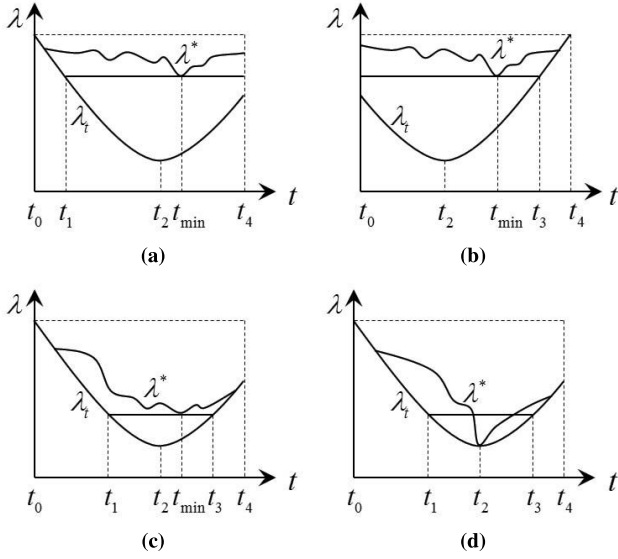 λ λ
λ* λ*
λt λt
t t
t0 t1 t2 tmin t4 t0 t2 tmin t3 t4
(a) (b)
λ λ
λ* λ*
λt λt
t t
t0 t1 t2 tmin t3 t4 t0 t1 t2 t3 t4
(c) (d)